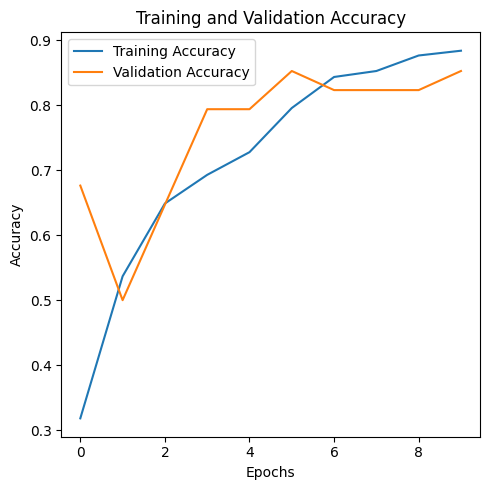 Training and Validation Accuracy
Training Accuracy
Validation Accuracy
0.9
0.8
0.7
0.6
0.5
0.4
0.3
Accuracy
0 2 4 6 8
Epochs